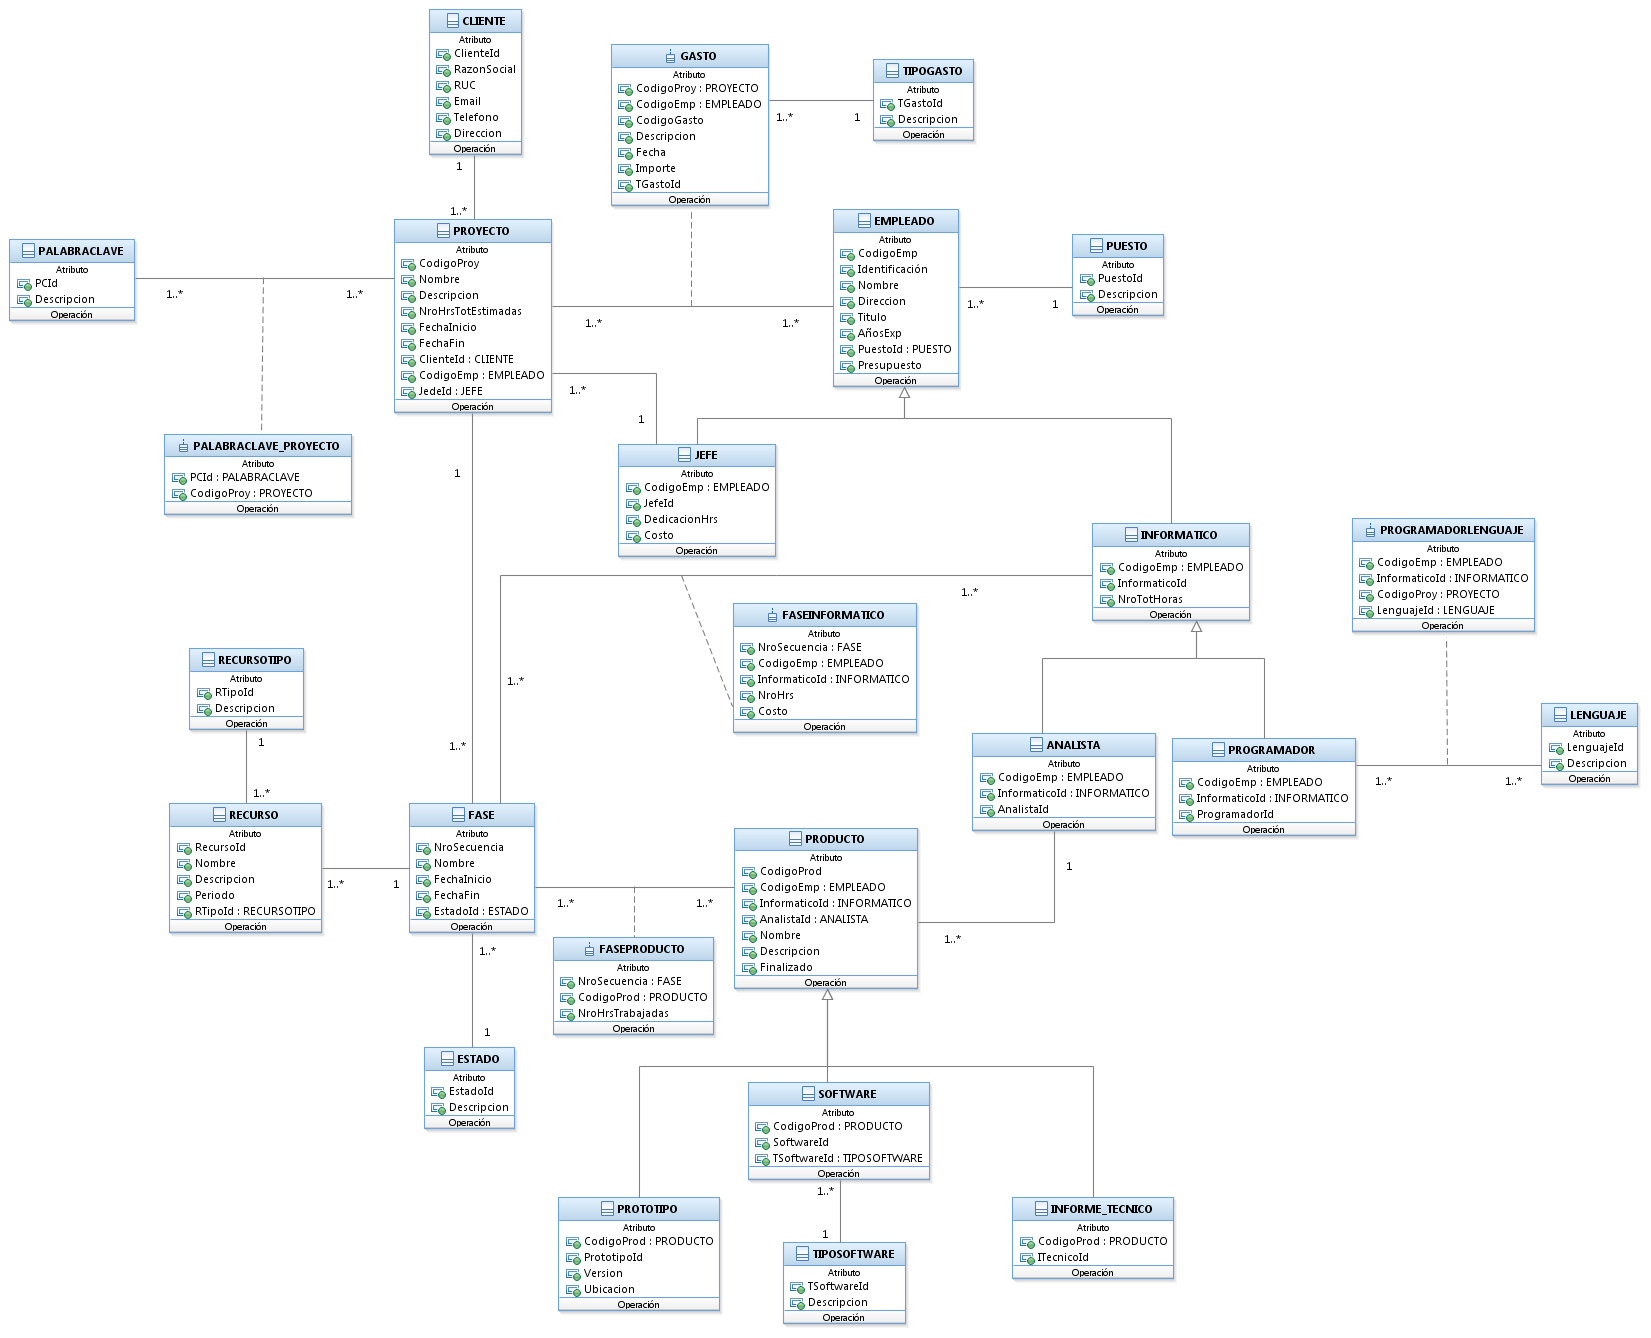 CLIENTE
Atributo
ClienteId
RazonSocial
RUC
Email
Telefono
Direccion
Operación
1
1..*
GASTO
Atributo
CodigoProy : PROYECTO
CodigoEmp : EMPLEADO
CodigoGasto
Descripcion
Fecha
Importe
TGastoId
Operación
1..*
1
TIPOGASTO
Atributo
TGastoId
Descripcion
Operación
PALABRACLAVE
Atributo
PCId
Descripcion
Operación
1..*
1..*
PROYECTO
Atributo
CodigoProy
Nombre
Descripcion
NroHrsTotEstimadas
FechaInicio
FechaFin
ClienteId : CLIENTE
CodigoEmp : EMPLEADO
JedeId : JEFE
Operación
1..*
1..*
EMPLEADO
Atributo
CodigoEmp
Identificación
Nombre
Direccion
Titulo
AñosExp
PuestoId : PUESTO
Presupuesto
Operación
1..*
1
PUESTO
Atributo
PuestoId
Descripcion
Operación
1..*
1
PALABRACLAVE_PROYECTO
Atributo
PCId : PALABRACLAVE
CodigoProy : PROYECTO
Operación
1
JEFE
Atributo
CodigoEmp : EMPLEADO
JefeId
DedicacionHrs
Costo
Operación
INFORMATICO
Atributo
CodigoEmp : EMPLEADO
InformaticoId
NroTotHoras
Operación
1..*
PROGRAMADORLENGUAJE
Atributo
CodigoEmp : EMPLEADO
InformaticoId : INFORMATICO
CodigoProy : PROYECTO
LenguajeId : LENGUAJE
Operación
FASEINFORMATICO
Atributo
NroSecuencia : FASE
CodigoEmp : EMPLEADO
InformaticoId : INFORMATICO
NroHrs
Costo
Operación
1..*
1..*
RECURSOTIPO
Atributo
RTipoId
Descripcion
Operación
1
1..*
ANALISTA
Atributo
CodigoEmp : EMPLEADO
InformaticoId : INFORMATICO
AnalistaId
Operación
1
PROGRAMADOR
Atributo
CodigoEmp : EMPLEADO
InformaticoId : INFORMATICO
ProgramadorId
Operación
1..*
1..*
LENGUAJE
Atributo
LenguajeId
Descripcion
Operación
RECURSO
Atributo
RecursoId
Nombre
Descripcion
Periodo
RTipoId : RECURSOTIPO
Operación
1..*
1
FASE
Atributo
NroSecuencia
Nombre
FechaInicio
FechaFin
EstadoId : ESTADO
Operación
1..*
1..*
PRODUCTO
Atributo
CodigoProd
CodigoEmp : EMPLEADO
InformaticoId : INFORMATICO
AnalistaId : ANALISTA
Nombre
Descripcion
Finalizado
Operación
1..*
1..*
1
FASEPRODUCTO
Atributo
NroSecuencia : FASE
CodigoProd : PRODUCTO
NroHrsTrabajadas
Operación
ESTADO
Atributo
EstadoId
Descripcion
Operación
SOFTWARE
Atributo
CodigoProd : PRODUCTO
SoftwareId
TSoftwareId : TIPOSOFTWARE
Operación
1..*
1
PROTOTIPO
Atributo
CodigoProd : PRODUCTO
PrototipoId
Version
Ubicacion
Operación
TIPOSOFTWARE
Atributo
TSoftwareId
Descripcion
Operación
INFORME_TECNICO
Atributo
CodigoProd : PRODUCTO
ITecnicoId
Operación